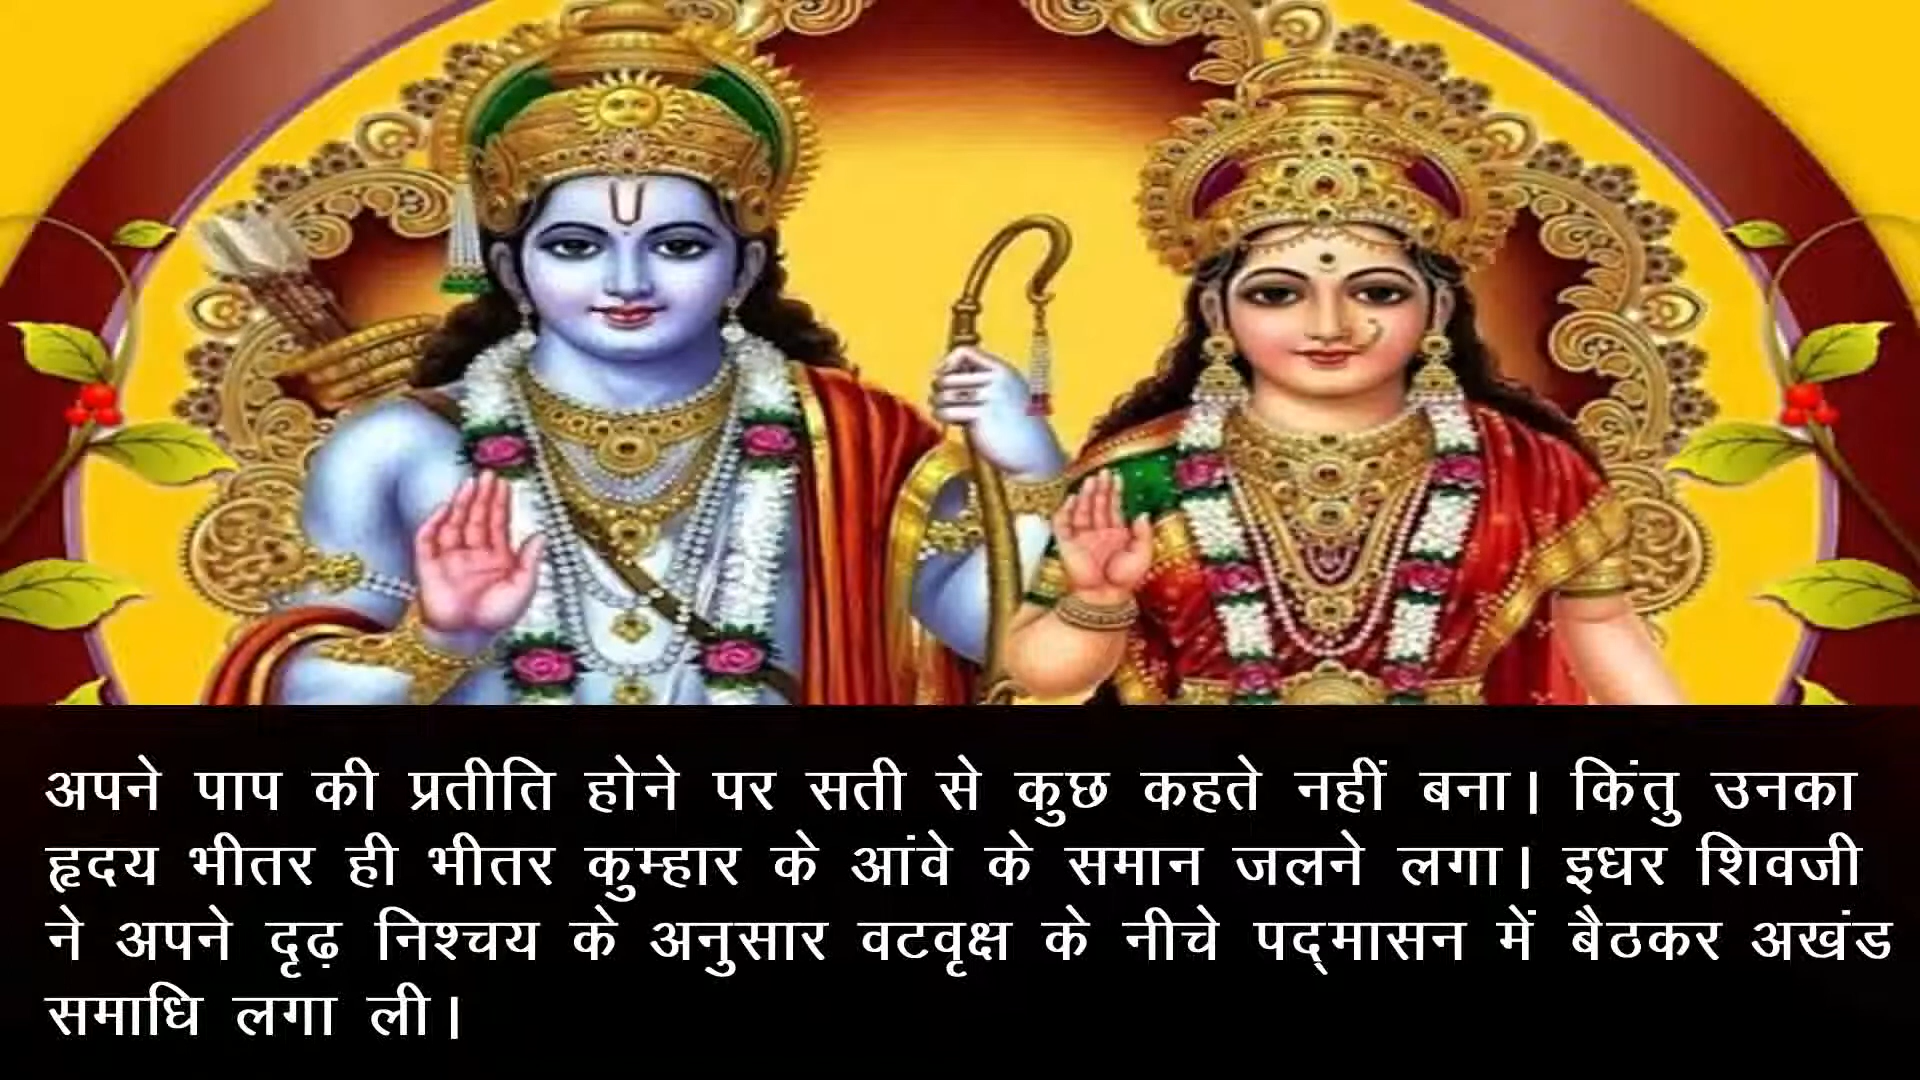 अपने पाप की प्रतीति होने पर सती से कुछ कहते नहीं बना। किंतु उनका
हृदय भीतर ही भीतर कुम्हार के आंवे के समान जलने लगा। इधर शिवजी
ने अपने दृढ़ निश्चय के अनुसार वटवृक्ष के नीचे पद्मासन में बैठकर अखंड
समाधि लगा ली।